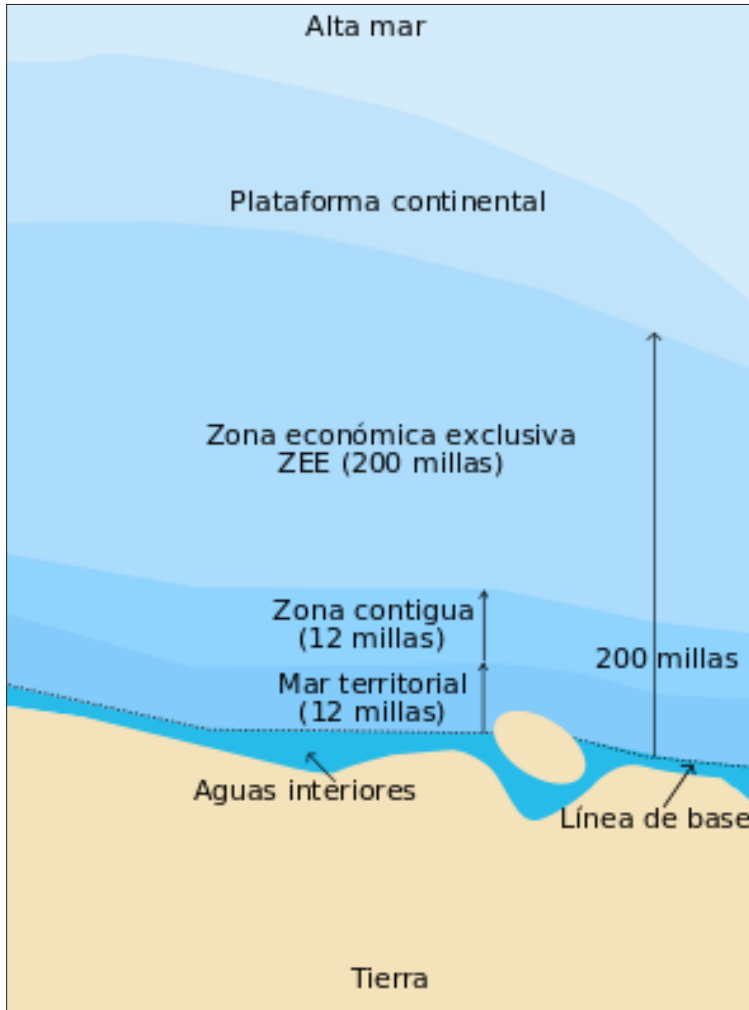 Alta mar
Plataforma continental
Zona económica exclusiva
ZEE (200 millas)
Zona contigua
(12 millas)
200 millas
Mar territorial
(12 millas)
Aguas interiores
Línea de base
Tierra